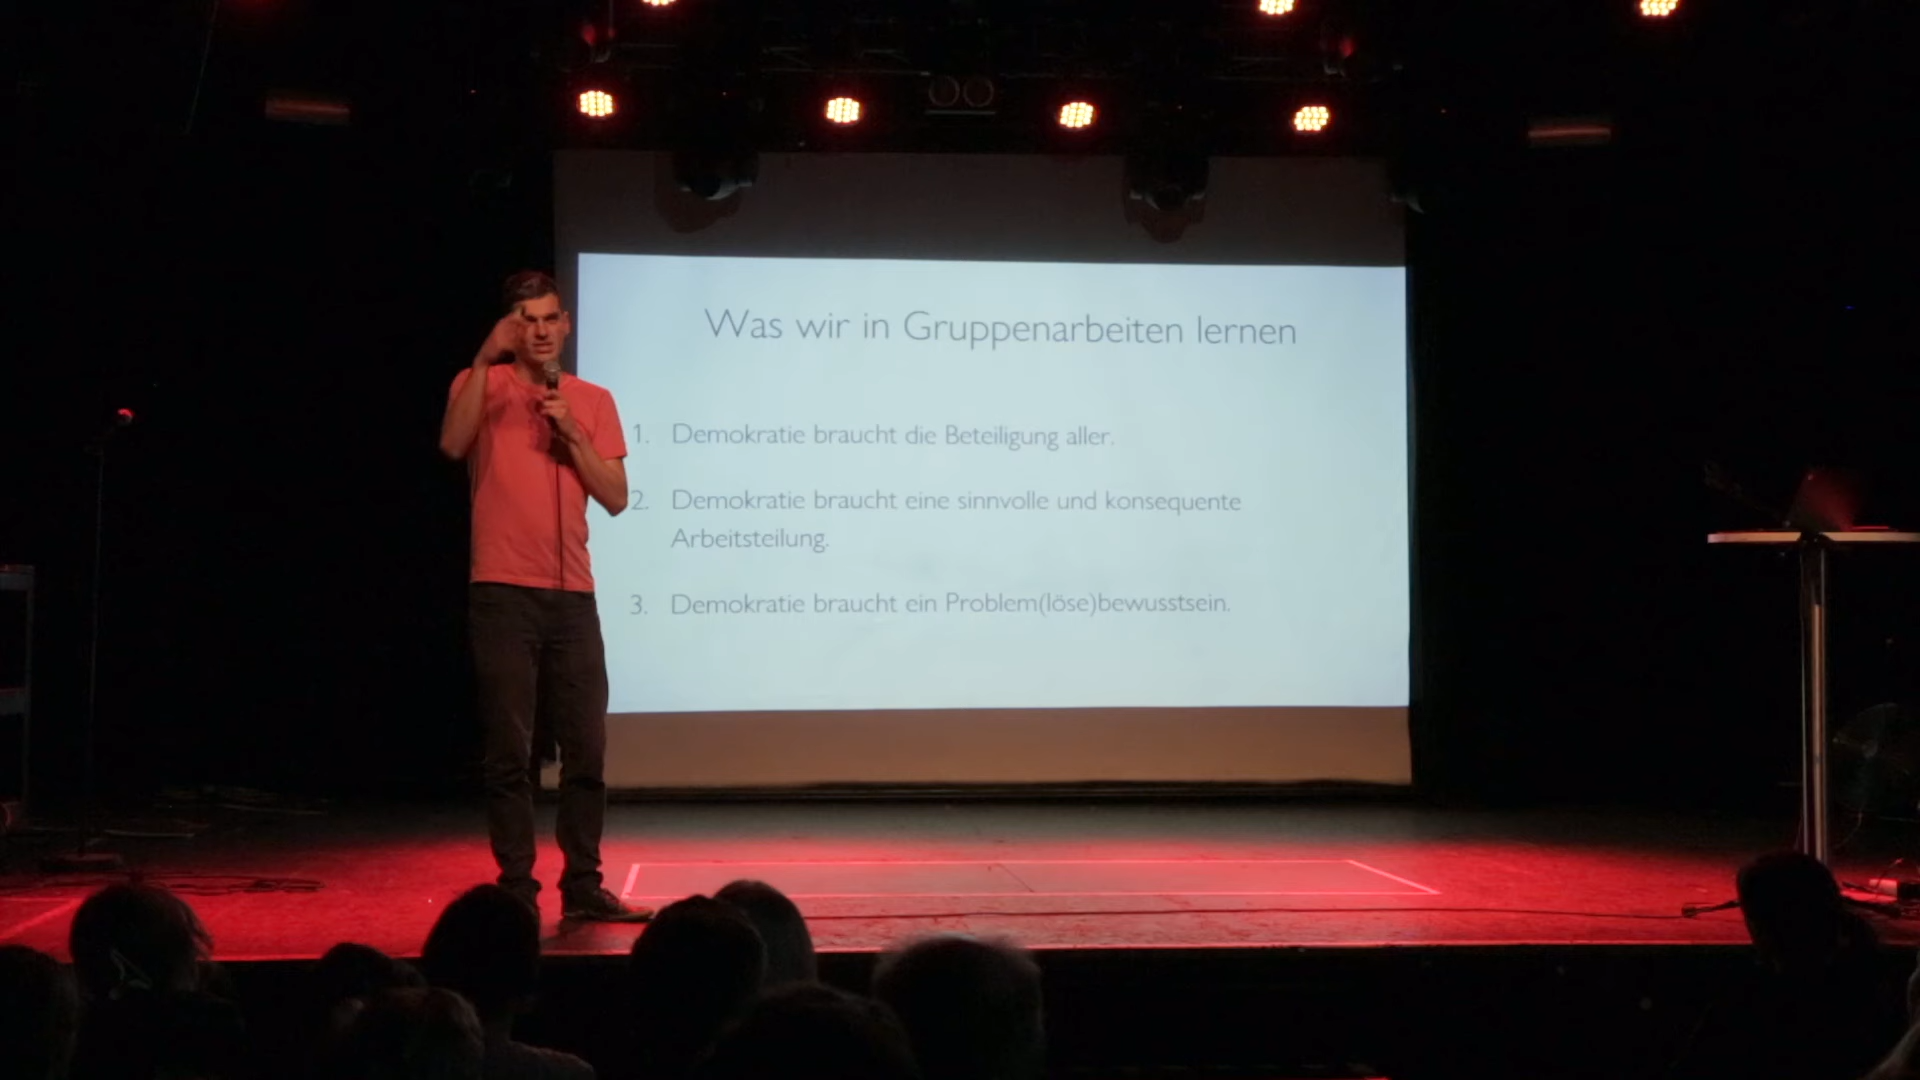 Was wir in Gruppenarbeiten lernen
1. Demokratie braucht die Beteiligung aller.
2. Demokratie braucht eine sinnvolle und konsequente
Arbeitsteilung.
3. Demokratie braucht ein Problem(löse)bewusstsein.